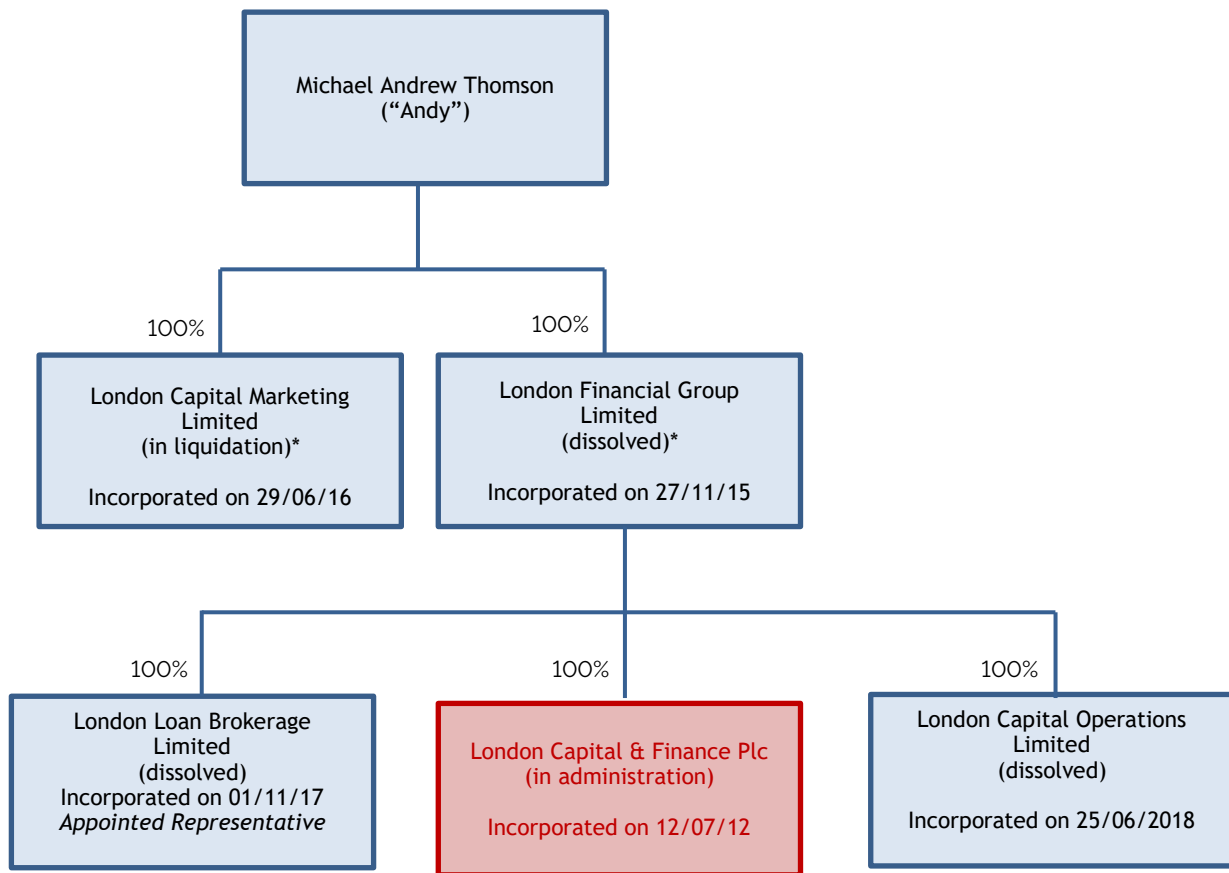 Michael Andrew Thomson
(“Andy”)
100%
100%
London Capital Marketing
Limited
(in liquidation)*
Incorporated on 29/06/16
London Financial Group
Limited
(dissolved)*
Incorporated on 27/11/15
100%
100%
100%
London Loan Brokerage
Limited
(dissolved)
Incorporated on 01/11/17
Appointed Representative
London Capital & Finance Plc
(in administration)
Incorporated on 12/07/12
London Capital Operations
Limited
(dissolved)
Incorporated on 25/06/2018